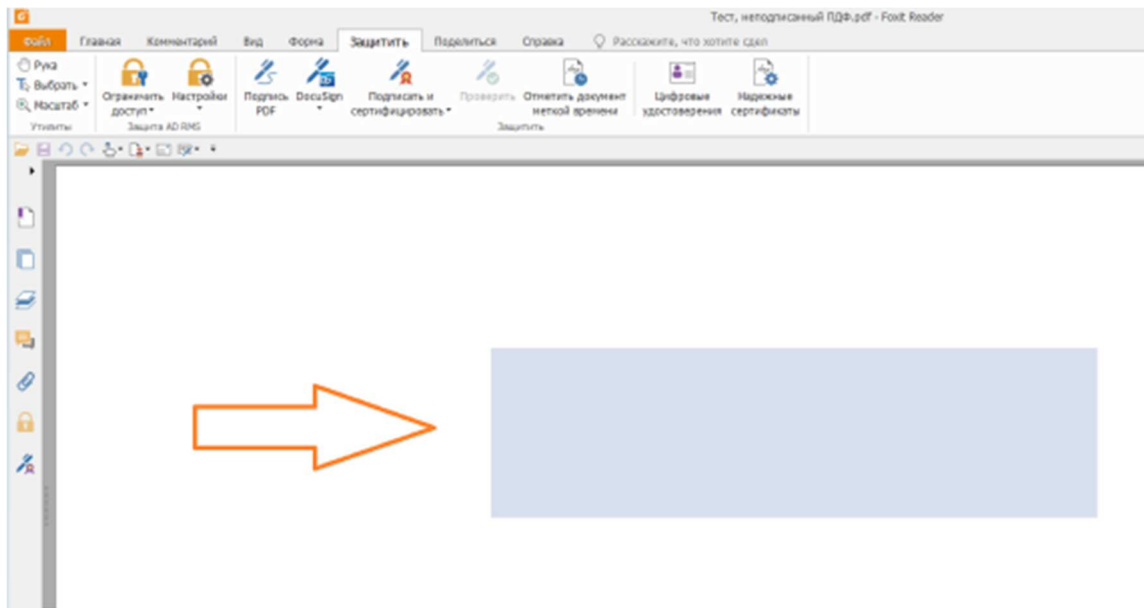 Тест, неподписанный ПДФ.pdf - Foxit Reader
Файл Главная Комментарий Вид Форма Защитить Поделиться Справка Расскажите, что хотите сдел
Рука
Выбрать
Масштаб
Утилиты
Ограничить доступ
Настройки
Защита AD RMS
Подпись PDF
DocuSign
Подписать и сертифицировать
Проверить
Отметить документ меткой времени
Цифровые удостоверения
Надежные сертификаты
Защитить